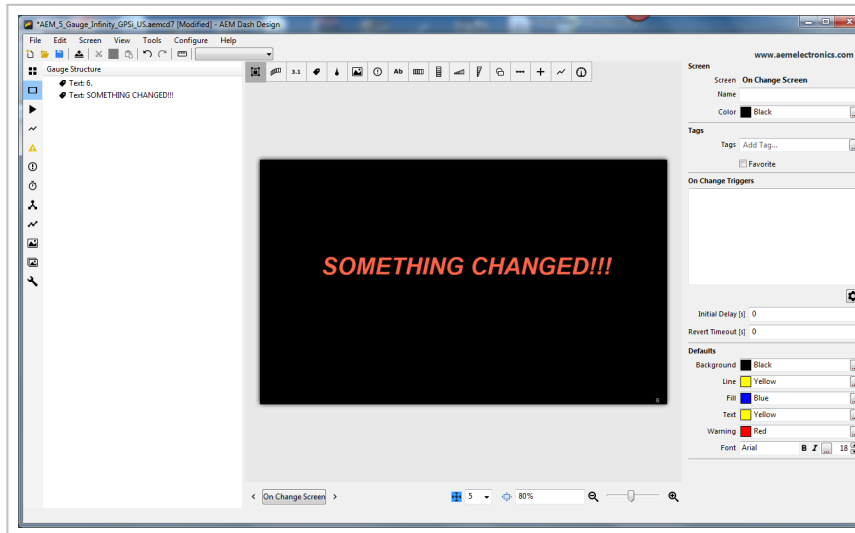 *AEM_5_Gauge_Infinity_GPSi_US.aemcd7 [Modified] - AEM Dash Design
File Edit Screen View Tools Configure Help
www.aemelectronics.com
Gauge Structure
Text: 6.
Text: SOMETHING CHANGED!!!
3.1
Ab
SOMETHING CHANGED!!!
6
< On Change Screen >
5
80%
Screen
Screen On Change Screen
Name
Color Black
Tags
Tags Add Tag...
Favorite
On Change Triggers
Initial Delay [s] 0
Revert Timeout [s] 0
Defaults
Background Black ...
Line Yellow ...
Fill Blue ...
Text Yellow ...
Warning Red ...
Font Arial B I ... 18